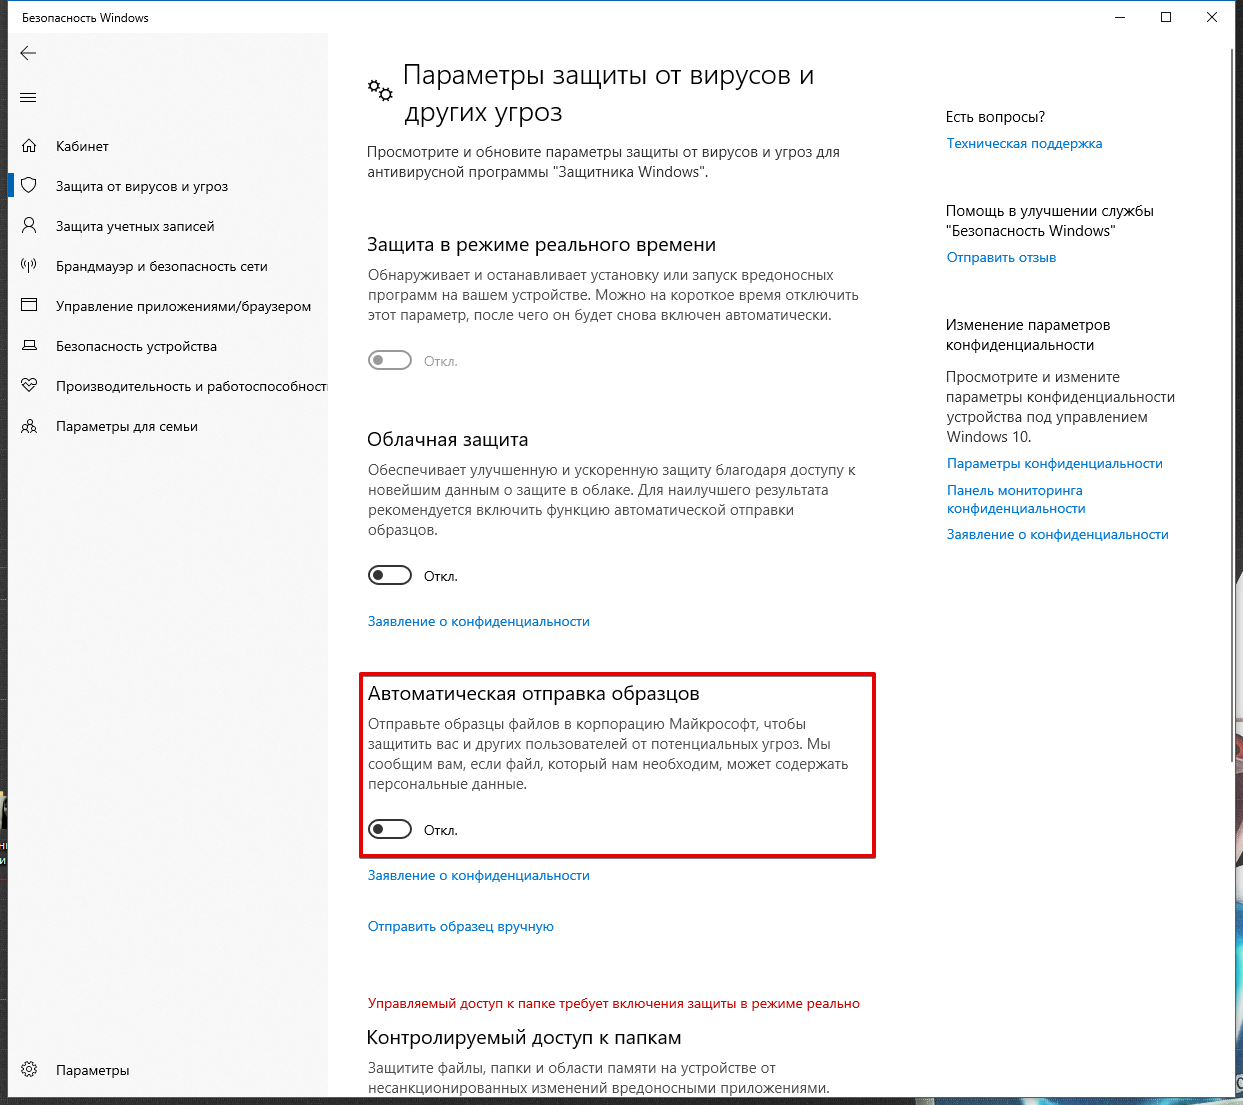 Безопасность Windows
Кабинет
Защита от вирусов и угроз
Защита учетных записей
Брандмауэр и безопасность сети
Управление приложениями/браузером
Безопасность устройства
Производительность и работоспособност
Параметры для семьи
Параметры
Параметры защиты от вирусов и
других угроз
Просмотрите и обновите параметры защиты от вирусов и угроз для
антивирусной программы "Защитника Windows".
Защита в режиме реального времени
Обнаруживает и останавливает установку или запуск вредоносных
программ на вашем устройстве. Можно на короткое время отключить
этот параметр, после чего он будет снова включен автоматически.
Откл.
Облачная защита
Обеспечивает улучшенную и ускоренную защиту благодаря доступу к
новейшим данным о защите в облаке. Для наилучшего результата
рекомендуется включить функцию автоматической отправки
образцов.
Откл.
Заявление о конфиденциальности
Автоматическая отправка образцов
Отправьте образцы файлов в корпорацию Майкрософт, чтобы
защитить вас и других пользователей от потенциальных угроз. Мы
сообщим вам, если файл, который нам необходим, может содержать
персональные данные.
Откл.
Заявление о конфиденциальности
Отправить образец вручную
Управляемый доступ к папке требует включения защиты в режиме реально
Контролируемый доступ к папкам
Защитите файлы, папки и области памяти на устройстве от
несанкционированных изменений вредоносными приложениями.
Есть вопросы?
Техническая поддержка
Помощь в улучшении службы
"Безопасность Windows"
Отправить отзыв
Изменение параметров
конфиденциальности
Просмотрите и измените
параметры конфиденциальности
устройства под управлением
Windows 10.
Параметры конфиденциальности
Панель мониторинга
конфиденциальности
Заявление о конфиденциальности